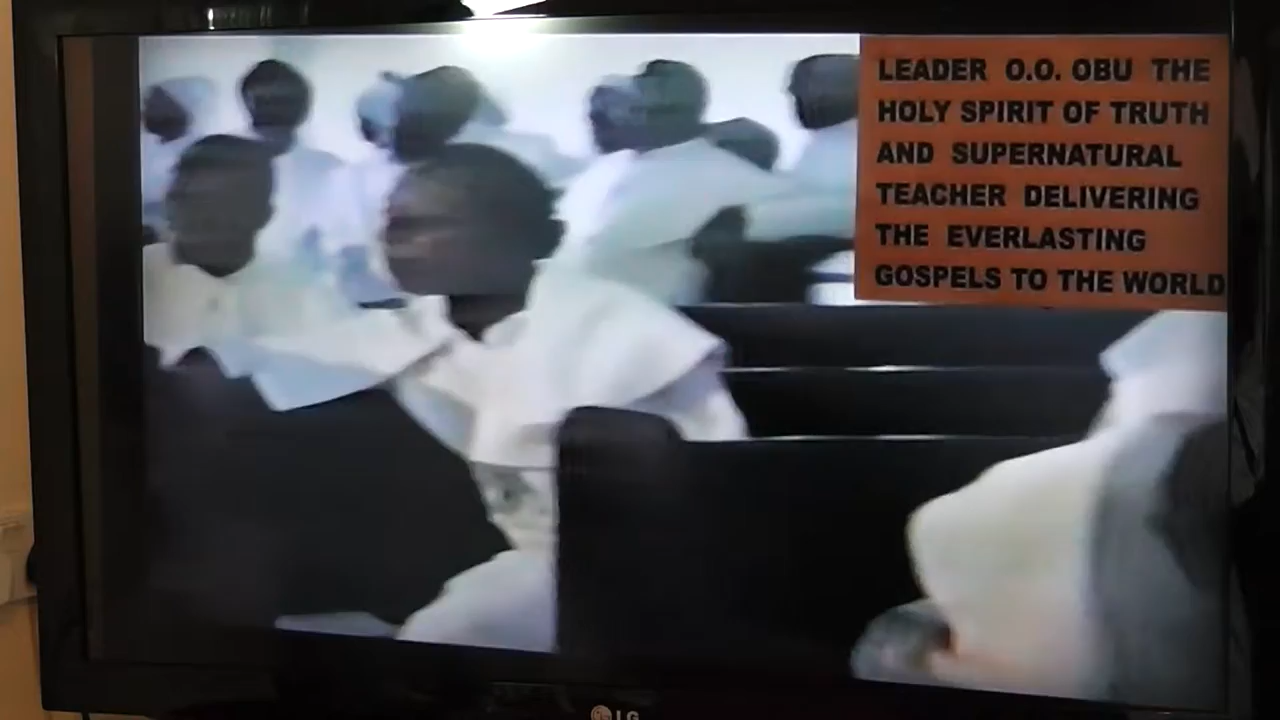 LEADER O.O. OBU THE
HOLY SPIRIT OF TRUTH
AND SUPERNATURAL
TEACHER DELIVERING
THE EVERLASTING
GOSPELS TO THE WORLD
LG